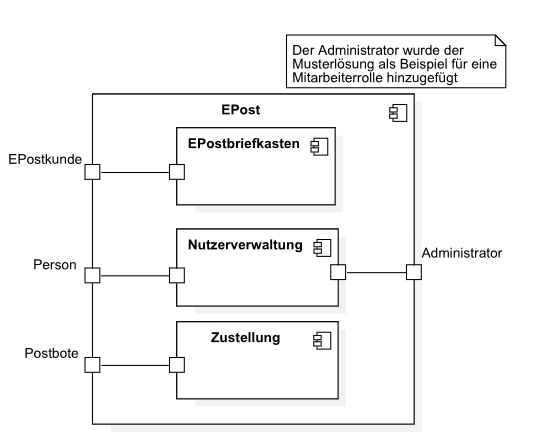 Der Administrator wurde der
Musterlösung als Beispiel für eine
Mitarbeiterrolle hinzugefügt
EPost
EPostkunde
EPostbriefkasten
Person
Nutzerverwaltung
Administrator
Postbote
Zustellung